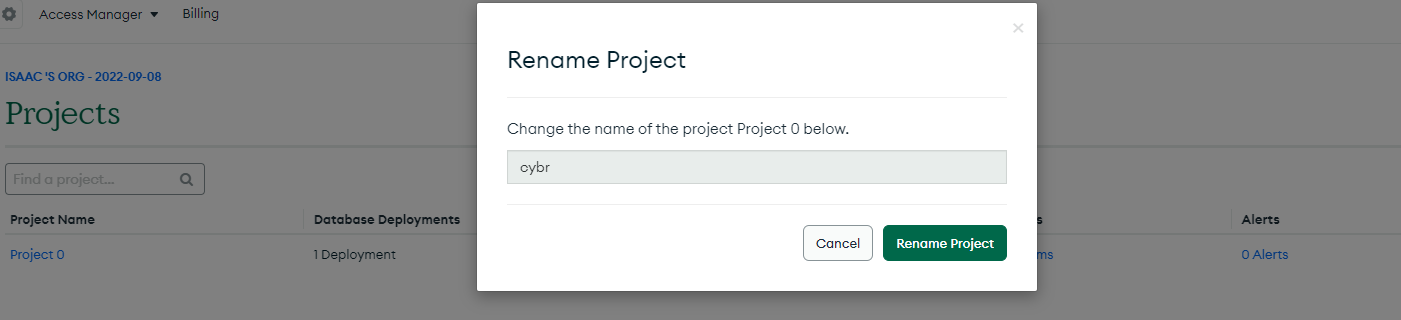 Access Manager Billing
ISAAC 'S ORG - 2022-09-08
Projects
Find a project...
Project Name Database Deployments Alerts
Project 0 1 Deployment 0 Alerts
Rename Project
Change the name of the project Project 0 below.
cybr
Cancel Rename Project